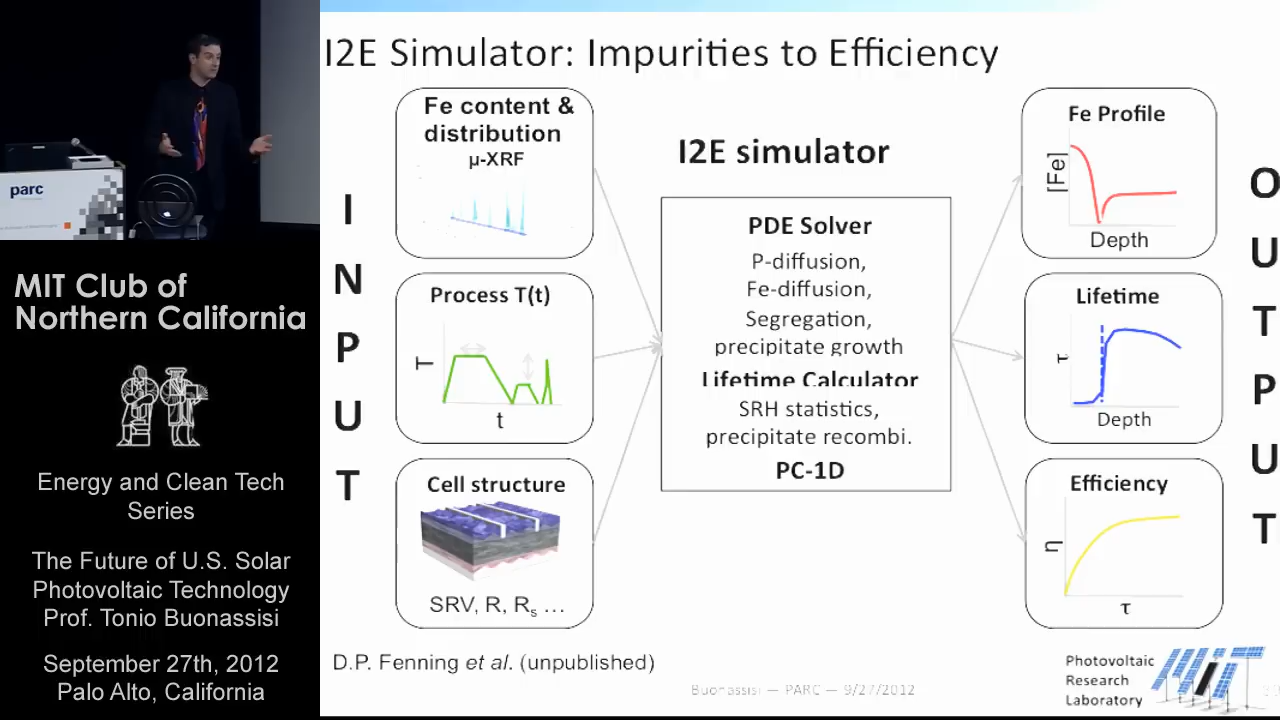 parc
MIT Club of
Northern California
Energy and Clean Tech
Series
The Future of U.S. Solar
Photovoltaic Technology
Prof. Tonio Buonassisi
September 27th, 2012
Palo Alto, California
I2E Simulator: Impurities to Efficiency
INPUT
Fe content &
distribution
μ-XRF
Process T(t)
T
t
Cell structure
SRV, R, Rs ...
I2E simulator
PDE Solver
P-diffusion,
Fe-diffusion,
Segregation,
precipitate growth
Lifetime Calculator
SRH statistics,
precipitate recombi.
PC-1D
Fe Profile
[Fe]
Depth
Lifetime
τ
Depth
Efficiency
η
τ
OUTPUT
D.P. Fenning et al. (unpublished)
Buonassisi — PARC — 9/27/2012
Photovoltaic
Research
Laboratory
MIT